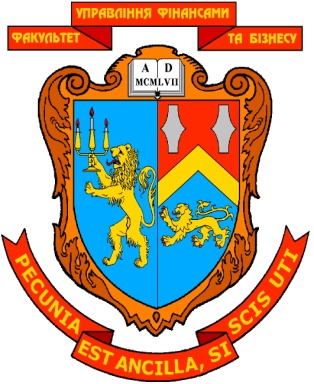 УПРАВЛІННЯ ФІНАНСАМИ
ФАКУЛЬТЕТ ТА БІЗНЕСУ
A D
MCMLVII
PECUNIA EST ANCILLA, SI SCIS UTI